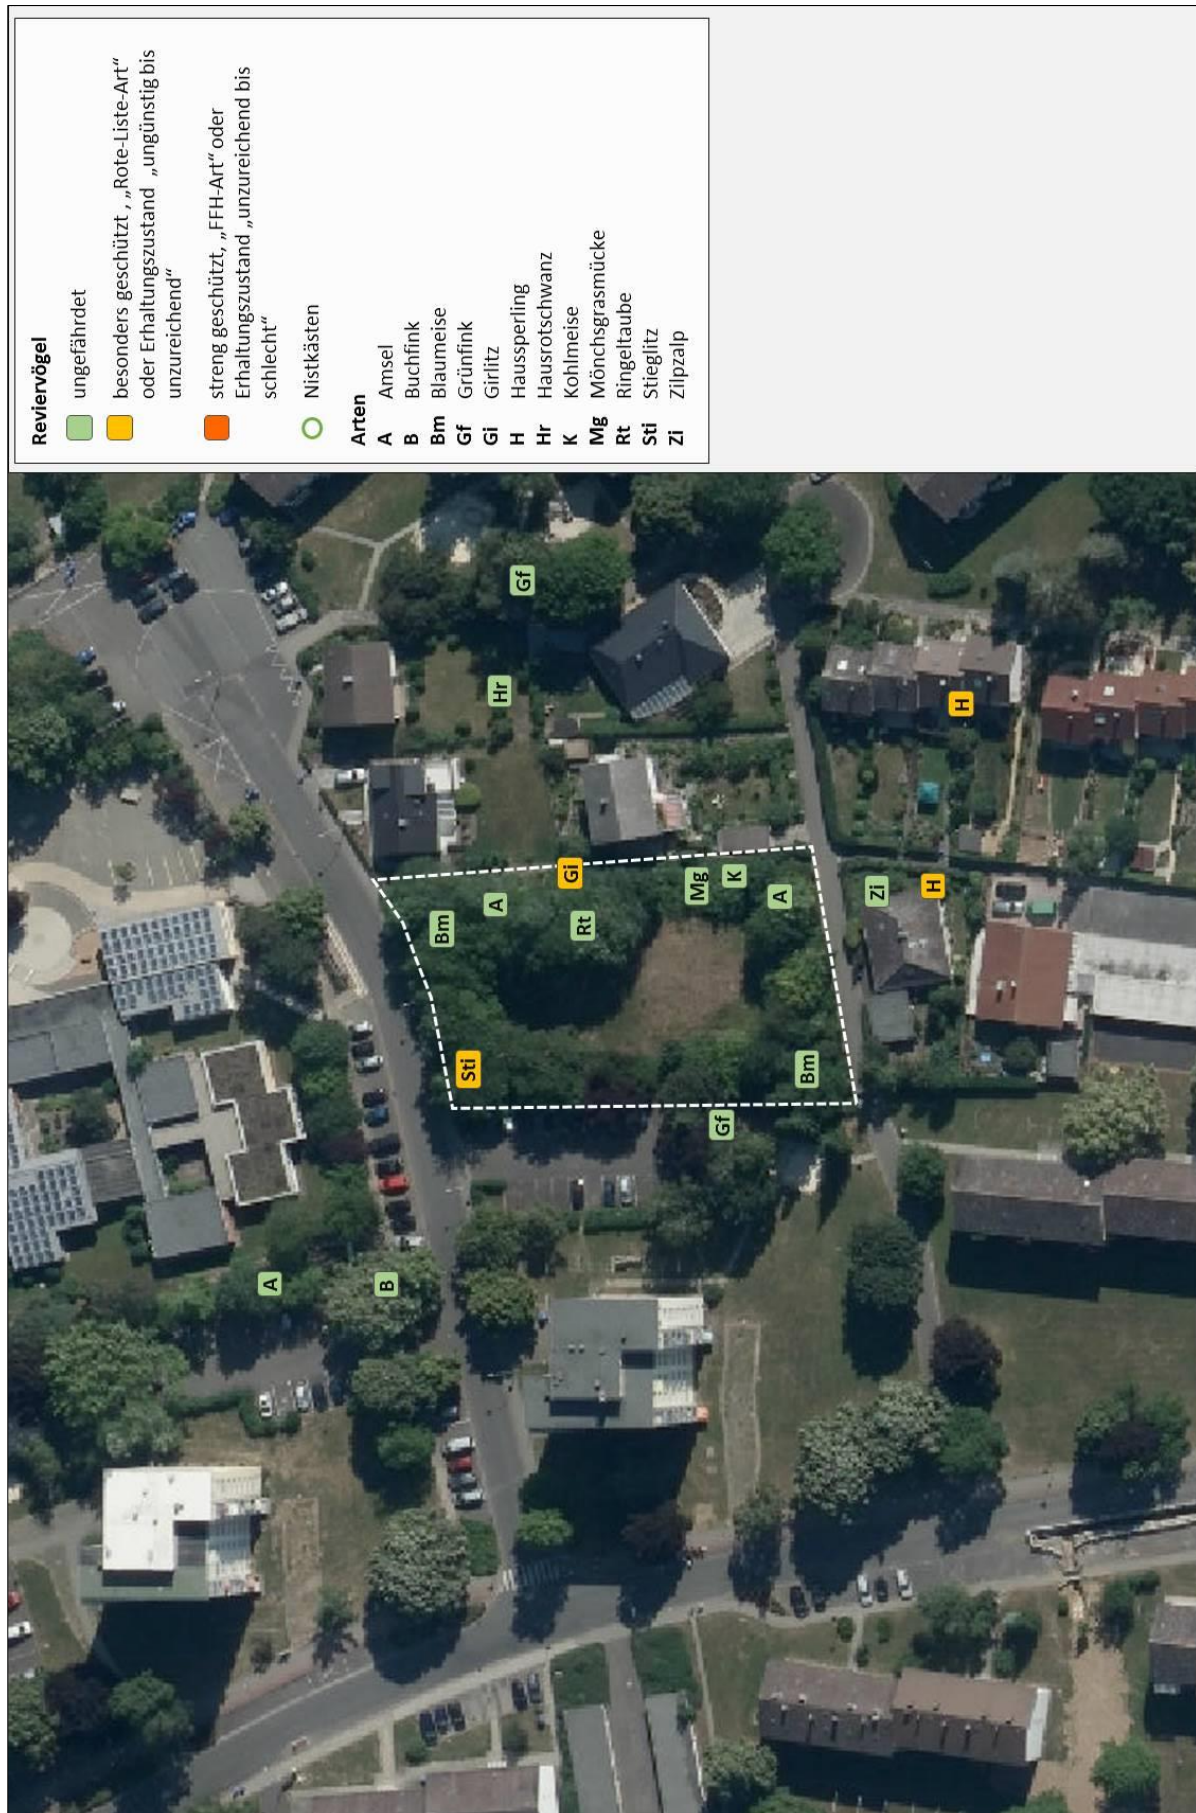 Reviervögel
ungefährdet
besonders geschützt , „Rote-Liste-Art“
oder Erhaltungszustand „ungünstig bis
unzureichend“
streng geschützt, „FFH-Art“ oder
Erhaltungszustand „unzureichend bis
schlecht“
Nistkästen
Arten
A Amsel
B Buchfink
Bm Blaumeise
Gf Grünfink
Gi Girlitz
H Haussperling
Hr Hausrotschwanz
K Kohlmeise
Mg Mönchsgrasmücke
Rt Ringeltaube
Sti Stieglitz
Zi Zilpzalp
A
B
Sti
Bm
A
Gi
Rt
Hr
Gf
Gf
Mg
K
A
Bm
Zi
H
H